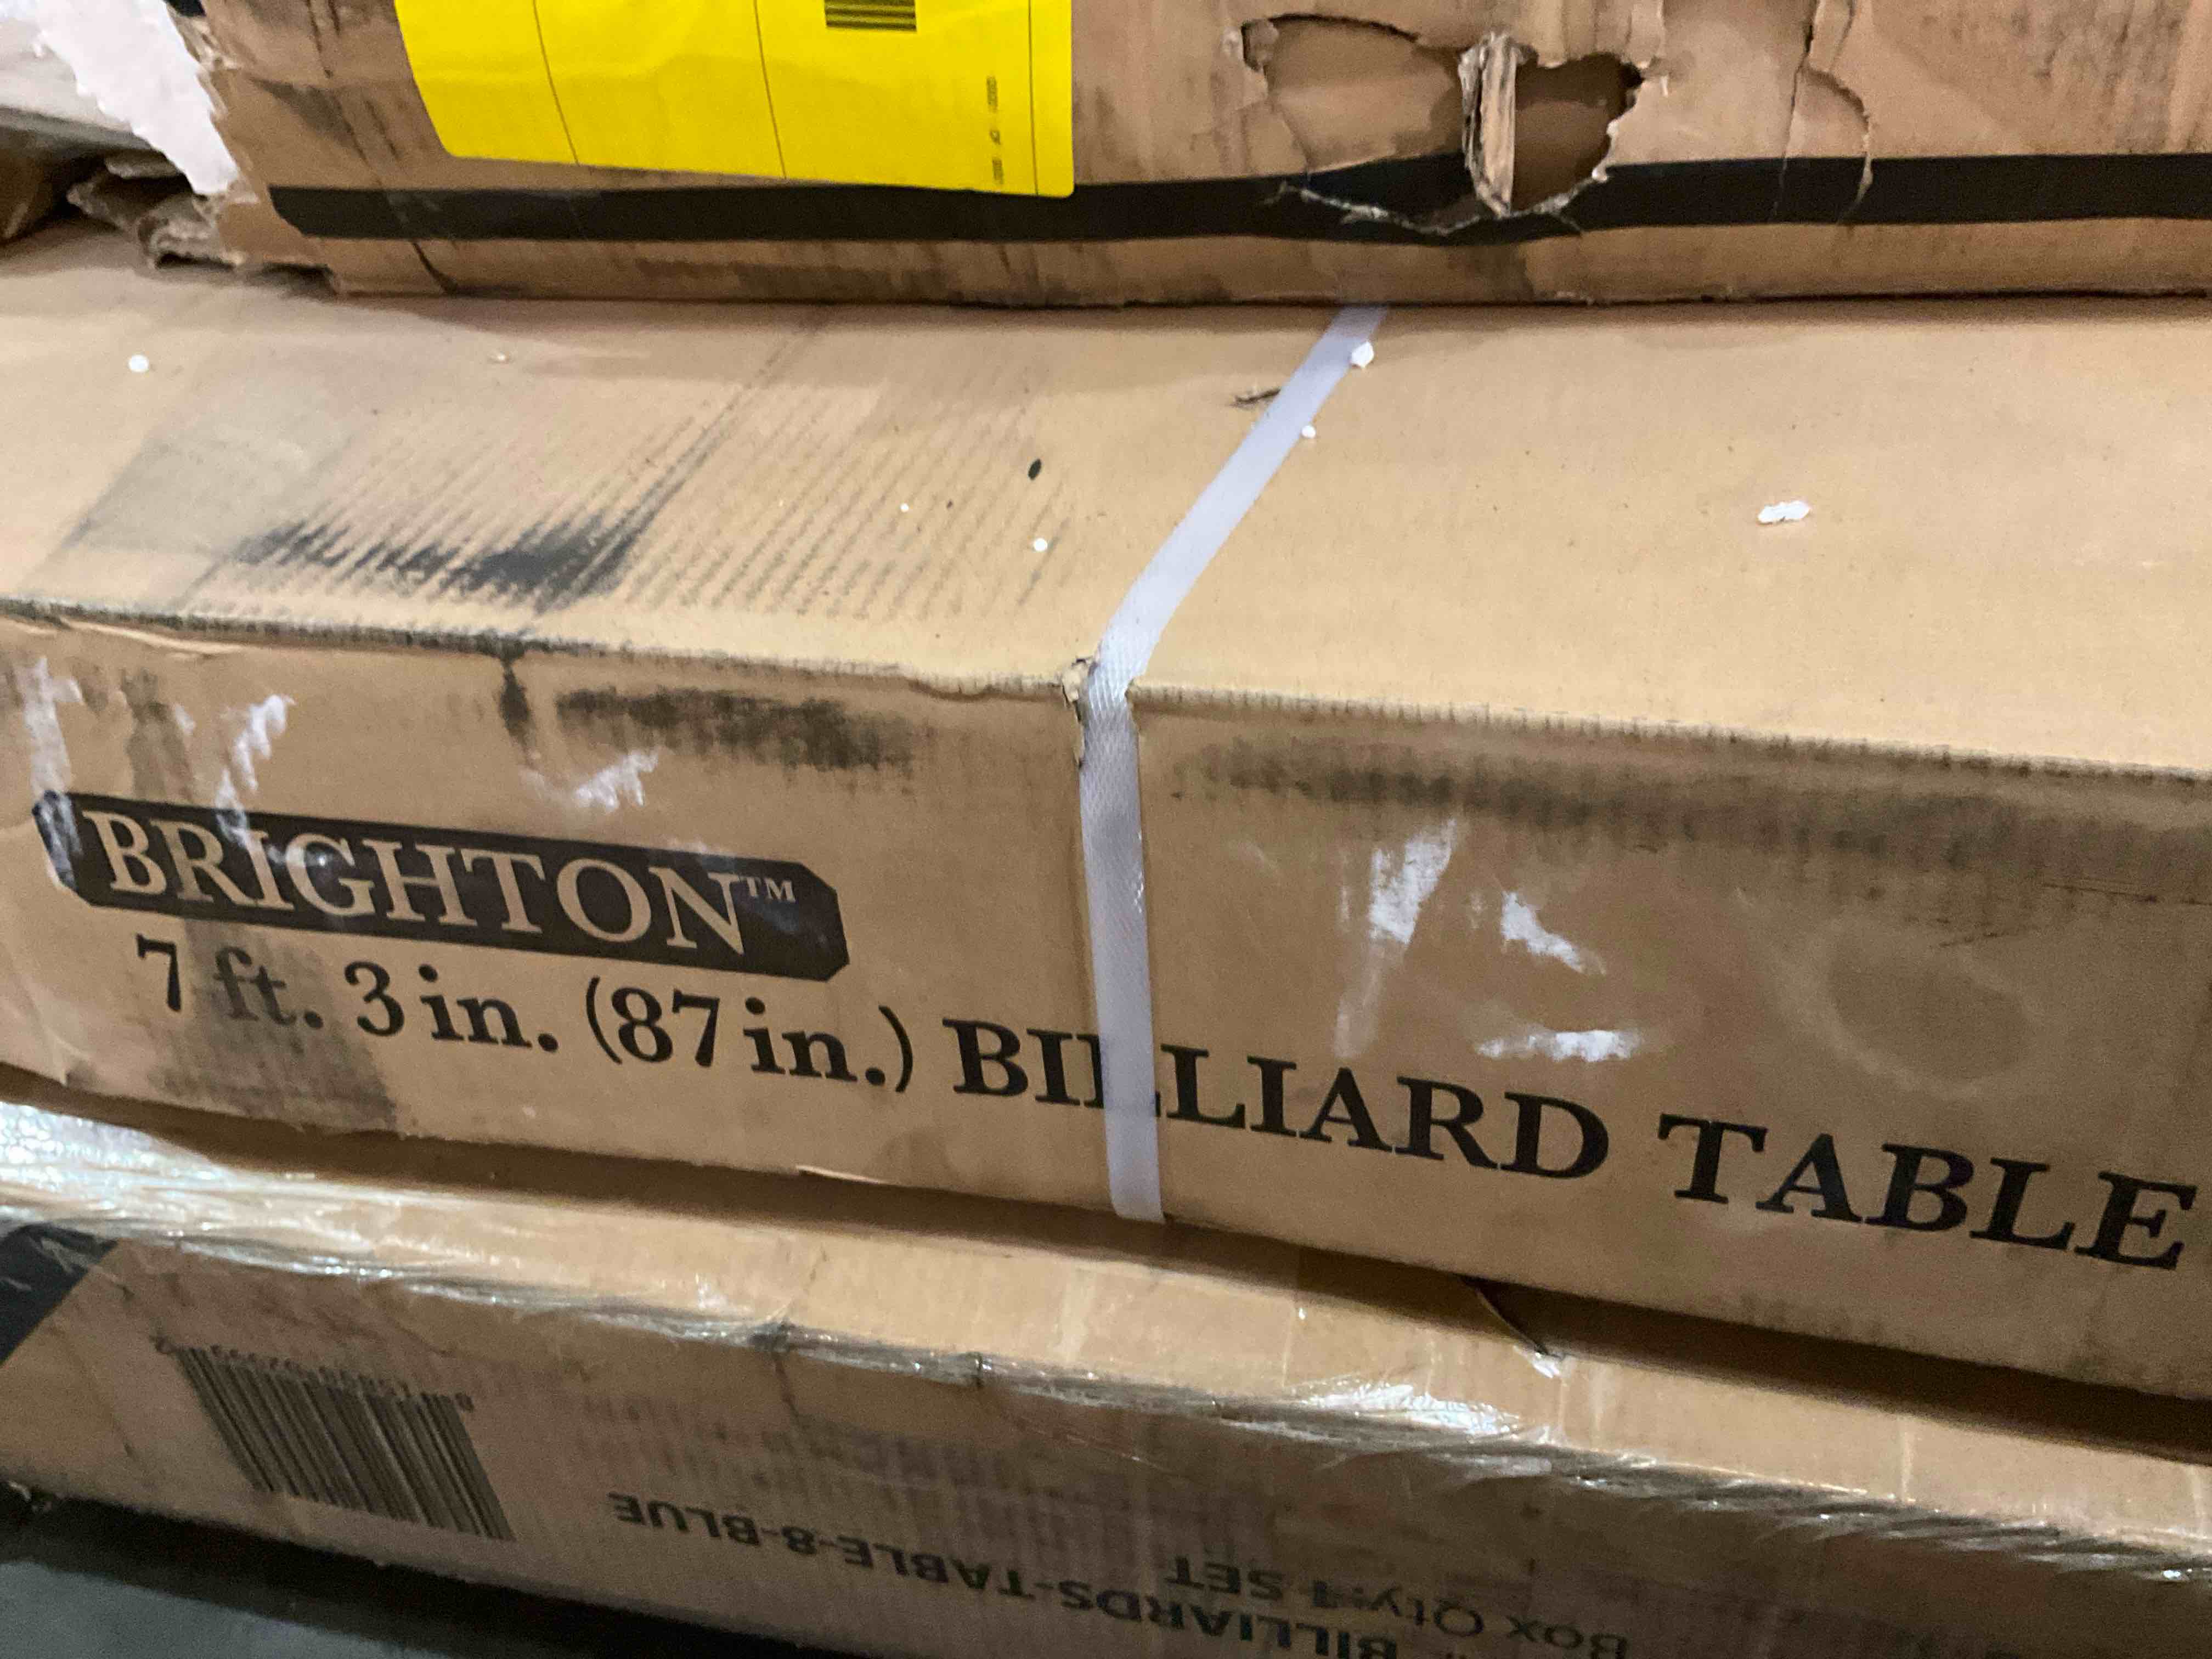 BRIGHTON™
7 ft. 3 in. (87 in.) BILLIARD TABLE
Box Qty:1 SET
BILLIARDS-TABLE-8-BLUE